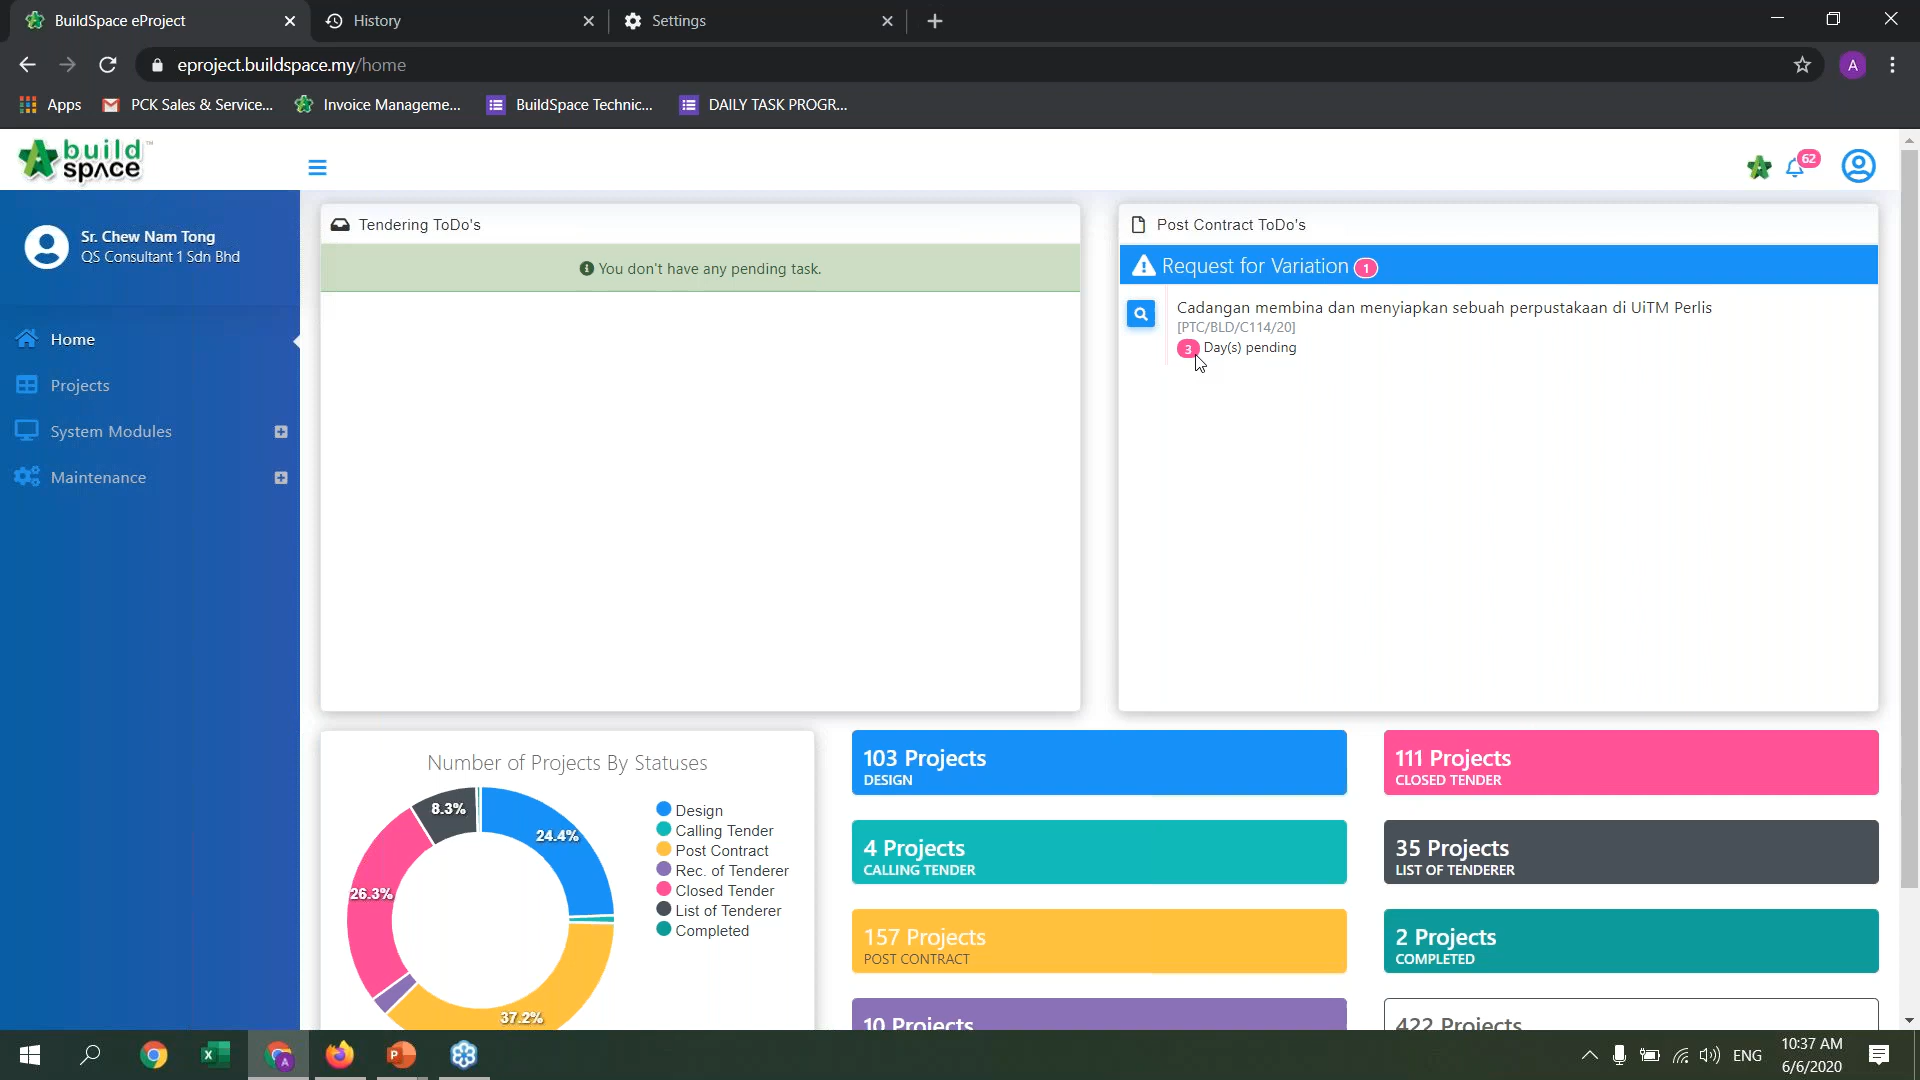 BuildSpace eProject
History
Settings
eproject.buildspace.my/home
A
Apps
PCK Sales & Service...
Invoice Manageme...
BuildSpace Technic...
DAILY TASK PROGR...
build
space
™
62
Sr. Chew Nam Tong
QS Consultant 1 Sdn Bhd
Home
Projects
System Modules
Maintenance
Tendering ToDo's
You don't have any pending task.
Post Contract ToDo's
Request for Variation 1
Cadangan membina dan menyiapkan sebuah perpustakaan di UiTM Perlis
[PTC/BLD/C114/20]
3 Day(s) pending
Number of Projects By Statuses
8.3%
24.4%
26.3%
37.2%
Design
Calling Tender
Post Contract
Rec. of Tenderer
Closed Tender
List of Tenderer
Completed
103 Projects
DESIGN
111 Projects
CLOSED TENDER
4 Projects
CALLING TENDER
35 Projects
LIST OF TENDERER
157 Projects
POST CONTRACT
2 Projects
COMPLETED
10 Projects
422 Projects
A
ENG
10:37 AM
6/6/2020